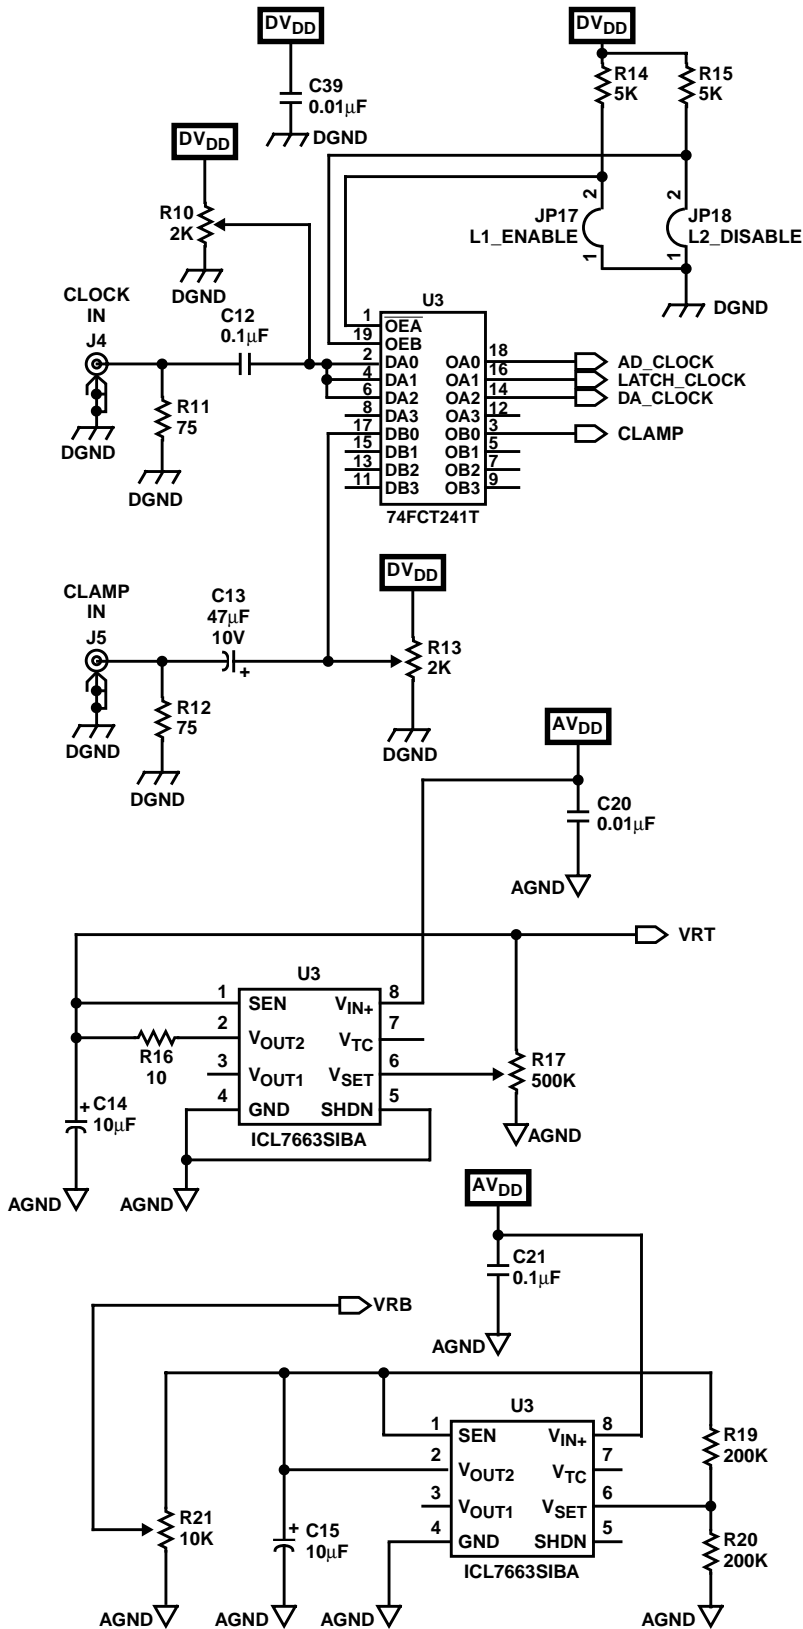 DVDD
DVDD
C39
0.01µF
DGND
R14
5K
R15
5K
DVDD
R10
2K
DGND
2
JP17
L1_ENABLE
1
2
JP18
L2_DISABLE
1
DGND
CLOCK
IN
J4
DGND
C12
0.1µF
R11
75
DGND
U3
1 OEA
19 OEB
2 DA0 OA0 18 AD_CLOCK
4 DA1 OA1 16 LATCH_CLOCK
6 DA2 OA2 14 DA_CLOCK
8 DA3 OA3 12
17 DB0 OB0 3 CLAMP
15 DB1 OB1 5
13 DB2 OB2 7
11 DB3 OB3 9
74FCT241T
CLAMP
IN
J5
DGND
C13
47µF
10V
+
R12
75
DGND
DVDD
R13
2K
DGND
AVDD
C20
0.01µF
AGND
VRT
U3
1 SEN VIN+ 8
2 VOUT2 VTC 7
3 VOUT1 VSET 6
4 GND SHDN 5
ICL7663SIBA
R16
10
+ C14
10µF
AGND
AGND
R17
500K
AGND
AVDD
C21
0.1µF
AGND
VRB
U3
1 SEN VIN+ 8
2 VOUT2 VTC 7
3 VOUT1 VSET 6
4 GND SHDN 5
ICL7663SIBA
R19
200K
R20
200K
R21
10K
+ C15
10µF
AGND
AGND
AGND
AGND